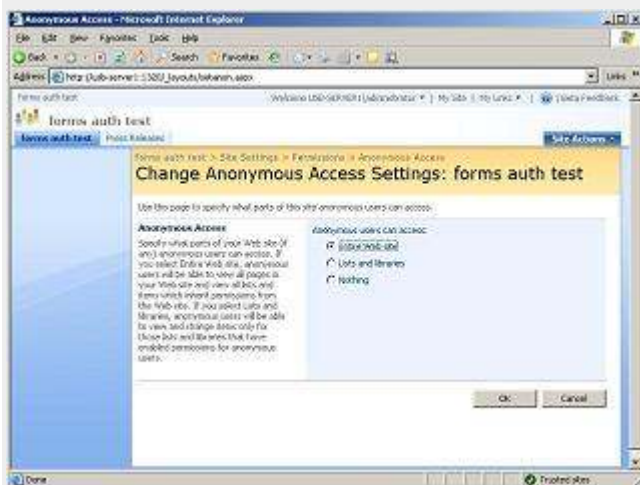 Anonymous Access - Microsoft Internet Explorer
File Edit View Favorites Tools Help
Back Search Favorites
Address Links
forms auth test
My Site | My Links |
forms auth test
forms auth test Press Releases Site Actions
forms auth test > Site Settings > Permissions > Anonymous Access
Change Anonymous Access Settings: forms auth test
Use this page to specify what parts of this site anonymous users can access.
Anonymous Access
Specify what parts of your Web site (if
any) anonymous users can access. If
you select Entire Web site, anonymous
users will be able to view all pages in
your Web site and view all lists and
items which inherit permissions from
the Web site. If you select Lists and
libraries, anonymous users will be able
to view and change items only for
those lists and libraries that have
enabled permissions for anonymous
users.
Anonymous users can access:
Entire Web site
Lists and libraries
Nothing
OK Cancel
Done Trusted sites